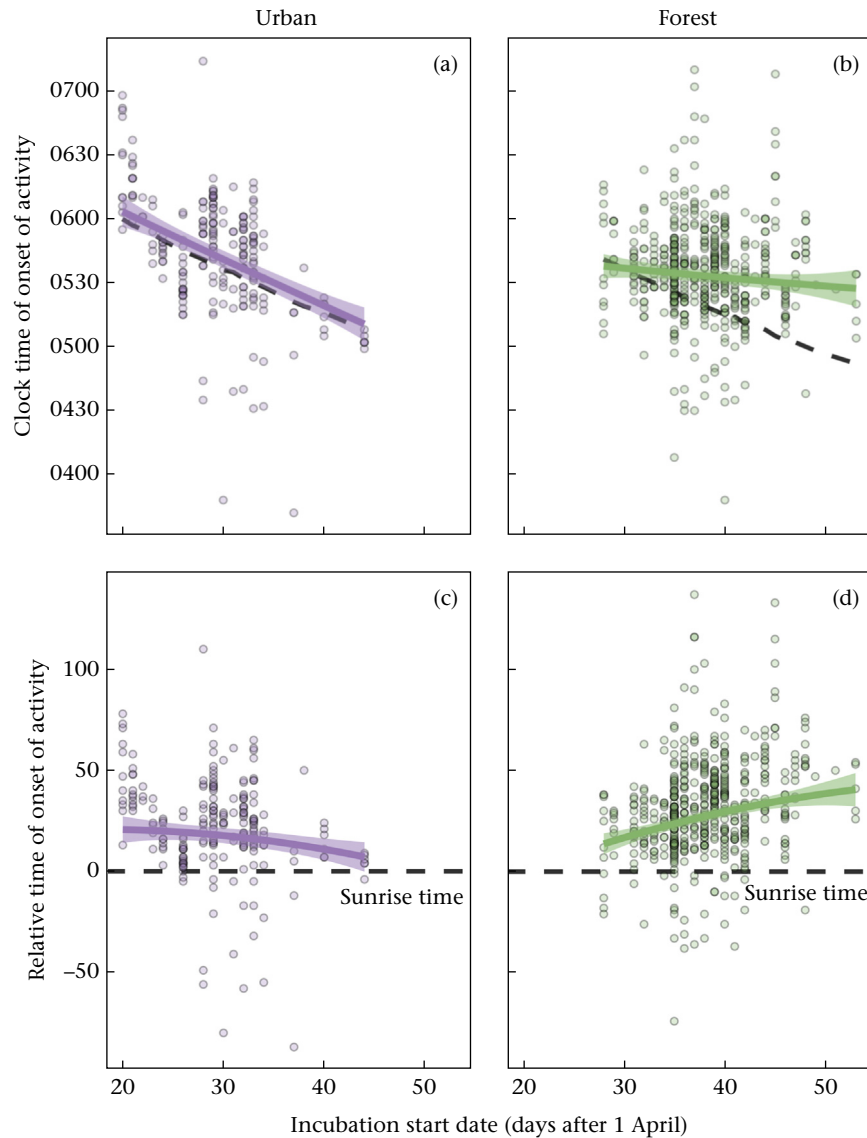 Urban
Forest
(a)
(b)
Clock time of onset of activity
0700
0630
0600
0530
0500
0430
0400
(c)
(d)
Relative time of onset of activity
100
50
0
–50
Sunrise time
Sunrise time
20 30 40 50
30 40 50
Incubation start date (days after 1 April)